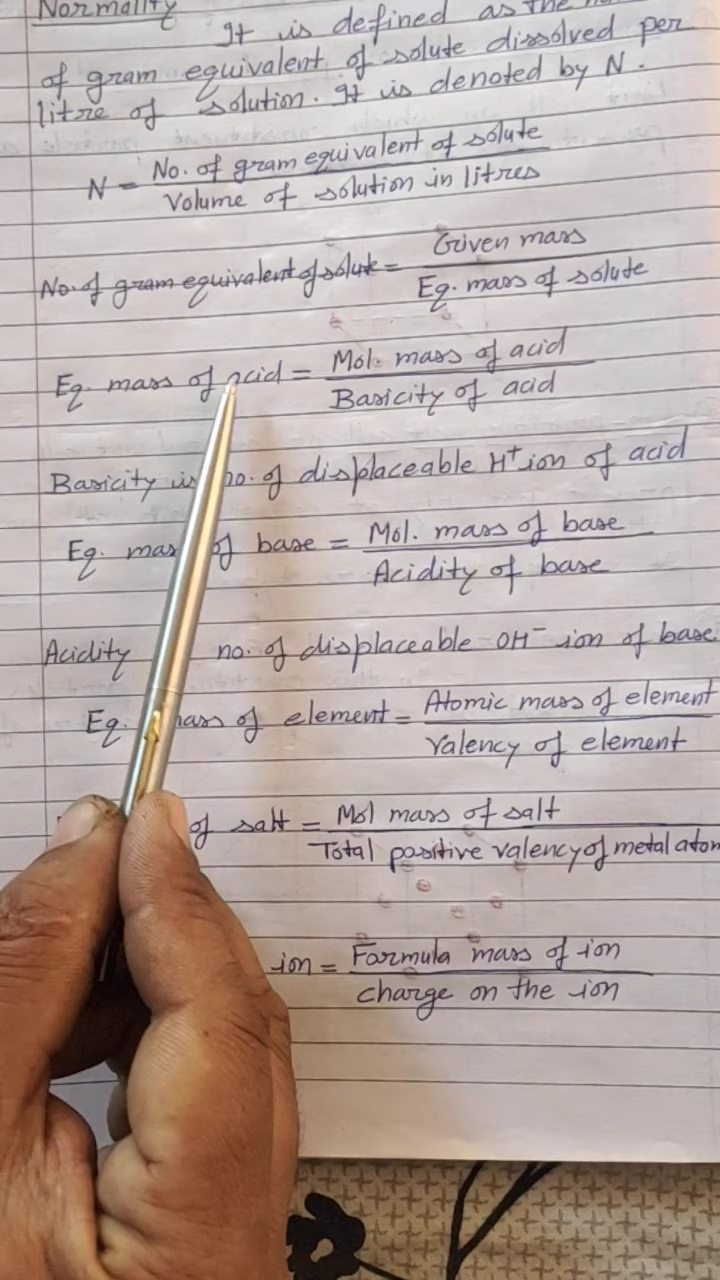 Normality
It is defined as the
of gram equivalent of solute dissolved per
litre of solution. It is denoted by N.
N = No. of gram equivalent of solute
Volume of solution in litres
No. of gram equivalent of solute = Given mass
Eq. mass of solute
Eq. mass of acid = Mol. mass of acid
Basicity of acid
Basicity is no. of displaceable H⁺ ion of acid
Eq. mass of base = Mol. mass of base
Acidity of base
Acidity no. of displaceable OH⁻ ion of base
Eq. mass of element = Atomic mass of element
Valency of element
of salt = Mol mass of salt
Total positive valency of metal atom
ion = Formula mass of ion
charge on the ion